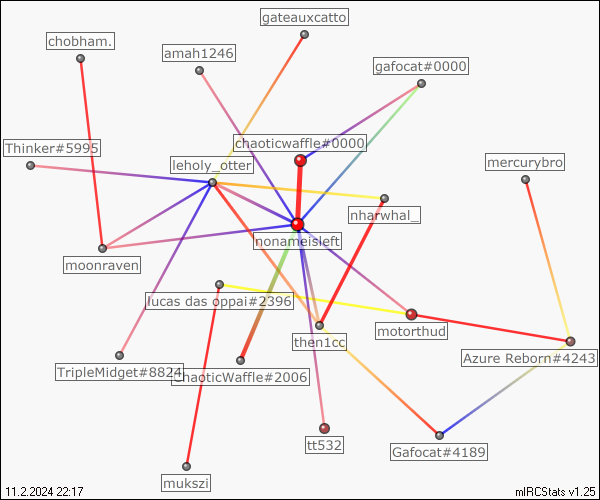 gateauxcatto
chobham.
amah1246
gafocat#0000
chaoticwaffle#0000
Thinker#5995
leholy_otter
mercurybro
nharwhal_
nonameisleft
moonraven
lucas das oppai#2396
motorthud
then1cc
Azure Reborn#4243
TripleMidget#8824
ChaoticWaffle#2006
tt532
Gafocat#4189
mukszi
11.2.2024 22:17
mIRCStats v1.25